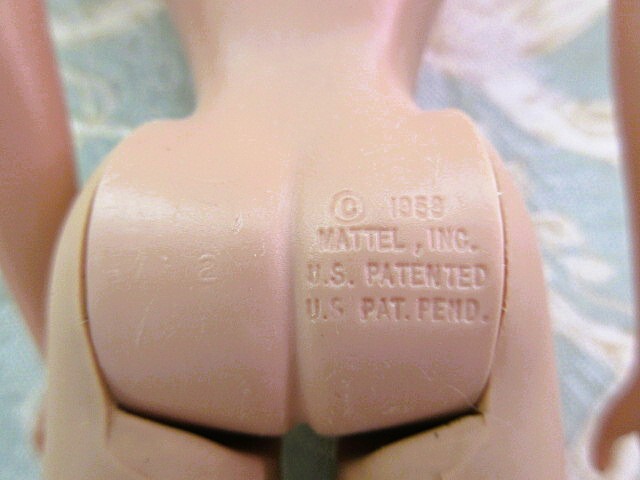 © 1958
MATTEL, INC.
U.S. PATENTED
U.S. PAT. PEND.
2